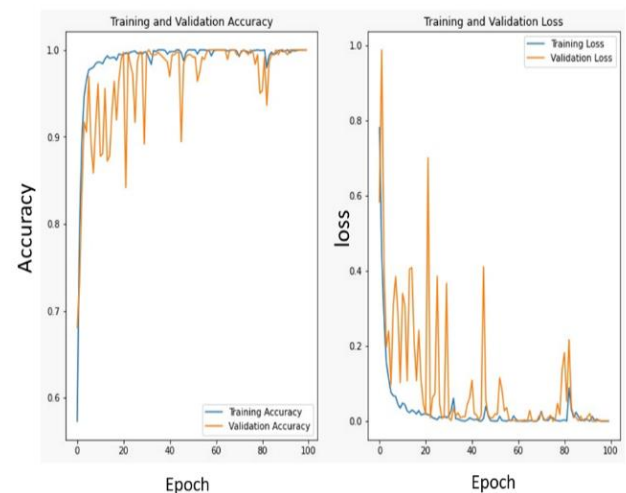 Training and Validation Accuracy
1.0
0.9
0.8
0.7
0.6
Accuracy
Training Accuracy
Validation Accuracy
0 20 40 60 80 100
Epoch
Training and Validation Loss
Training Loss
Validation Loss
1.0
0.8
0.6
0.4
0.2
0.0
loss
0 20 40 60 80 100
Epoch